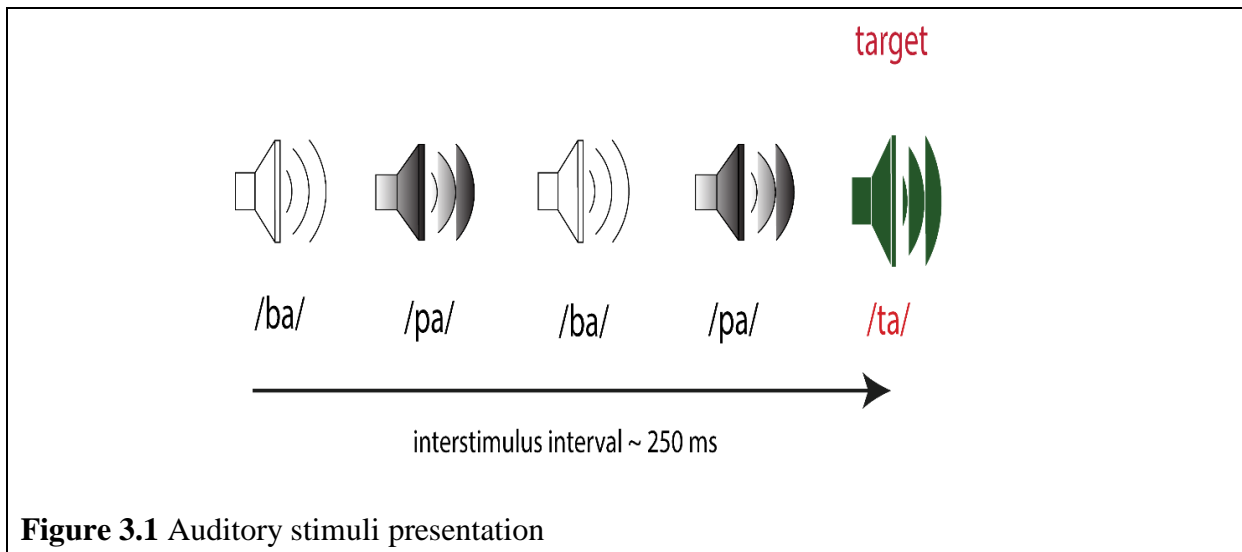 target
/ba/ /pa/ /ba/ /pa/ /ta/
interstimulus interval ~ 250 ms
Figure 3.1 Auditory stimuli presentation